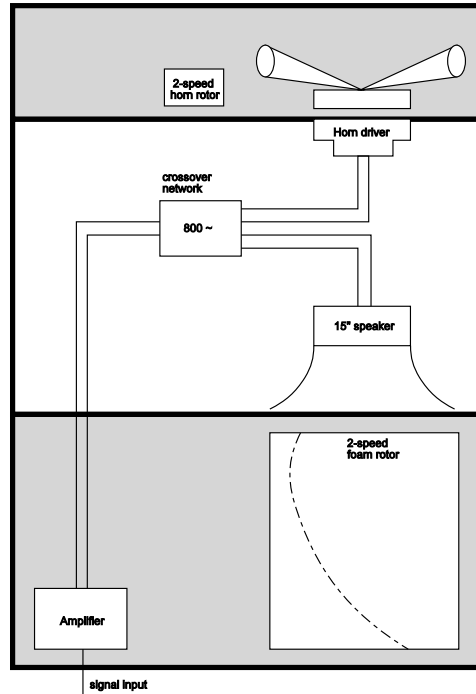 2-speed
horn rotor
Horn driver
crossover
network
800 ~
15" speaker
2-speed
foam rotor
Amplifier
signal input